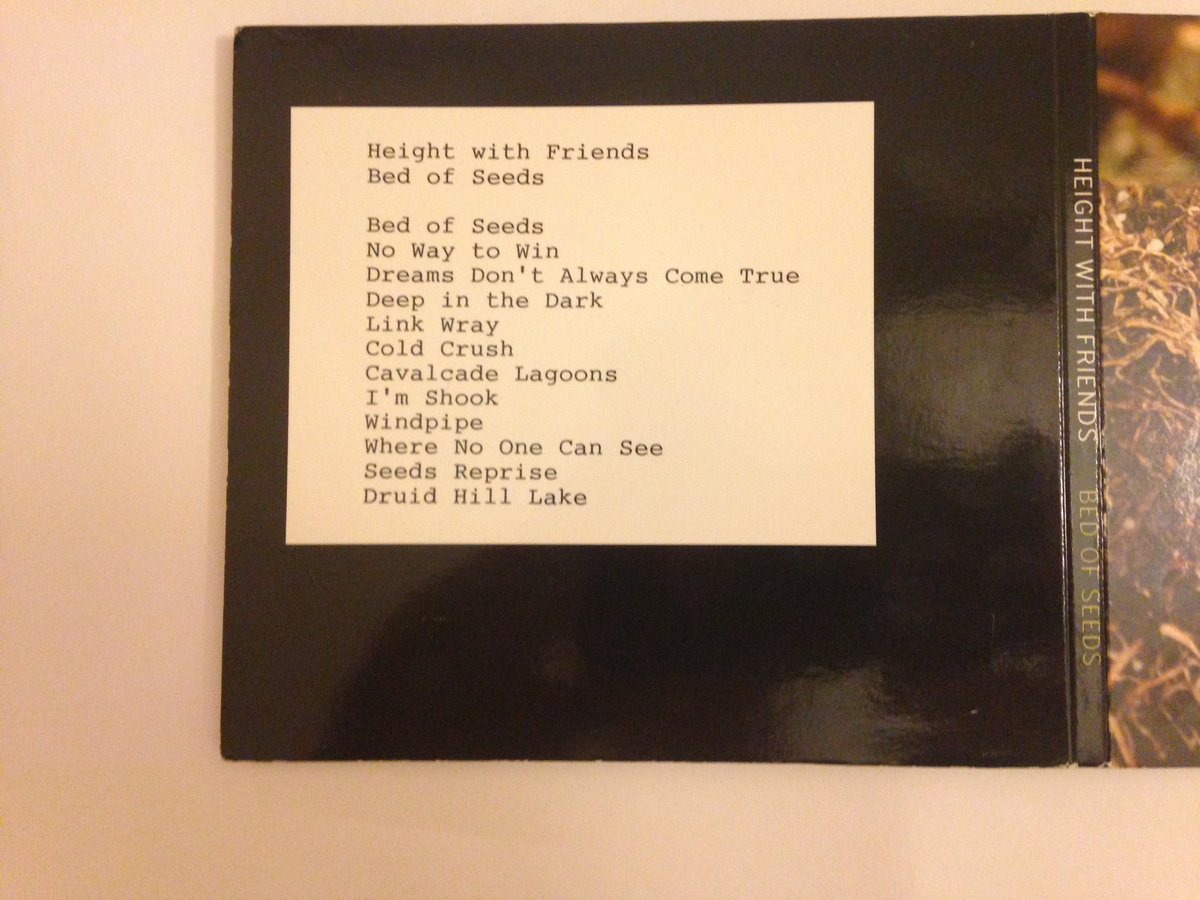 Height with Friends
Bed of Seeds
Bed of Seeds
No Way to Win
Dreams Don't Always Come True
Deep in the Dark
Link Wray
Cold Crush
Cavalcade Lagoons
I'm Shook
Windpipe
Where No One Can See
Seeds Reprise
Druid Hill Lake
HEIGHT WITH FRIENDS BED OF SEEDS